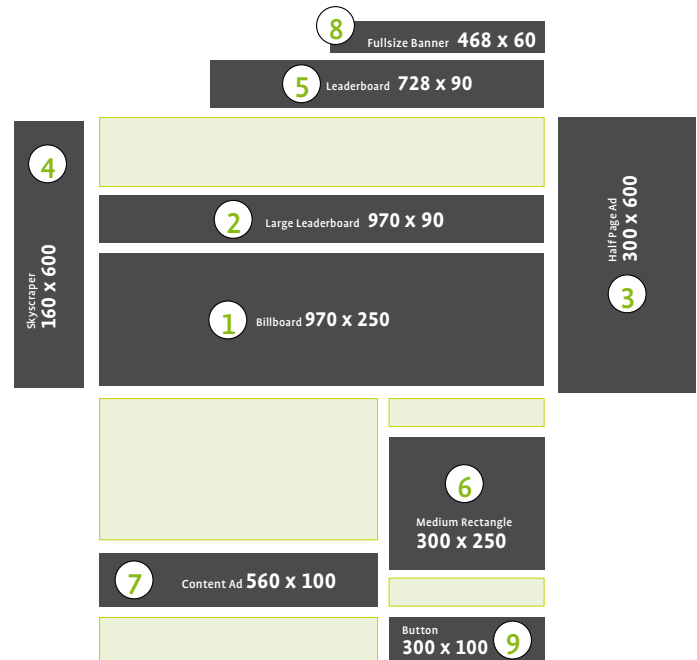 8
Fullsize Banner 468 x 60
5
Leaderboard 728 x 90
4
Skyscraper
160 x 600
2
Large Leaderboard 970 x 90
Half Page Ad
300 x 600
3
1
Billboard 970 x 250
6
Medium Rectangle
300 x 250
7
Content Ad 560 x 100
Button
300 x 100
9